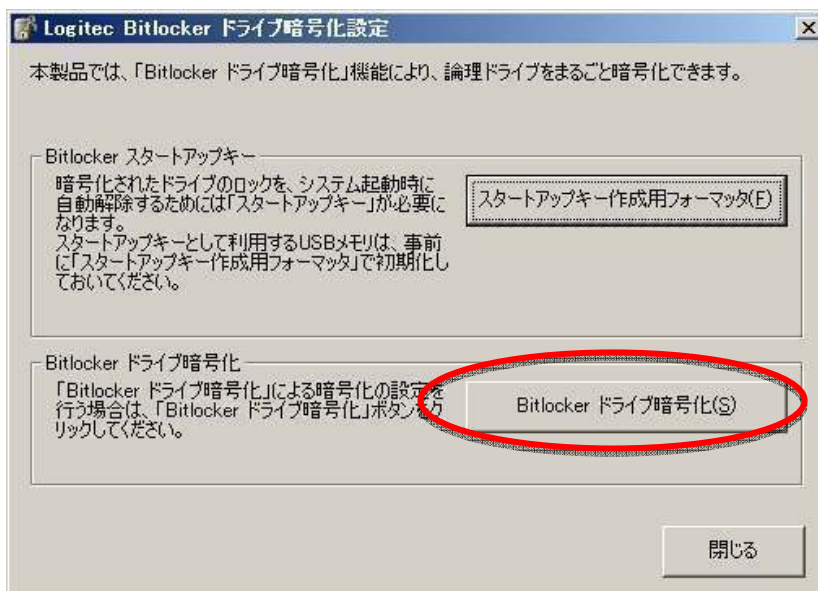 Logitec Bitlocker ドライブ暗号化設定
本製品では、「Bitlocker ドライブ暗号化」機能により、論理ドライブをまるごと暗号化できます。
Bitlocker スタートアップキー
暗号化されたドライブのロックを、システム起動時に
自動解除するためには「スタートアップキー」が必要に
なります。
スタートアップキーとして利用するUSBメモリは、事前
に「スタートアップキー作成用フォーマッタ」で初期化し
ておいてください。
スタートアップキー作成用フォーマッタ(F)
Bitlocker ドライブ暗号化
「Bitlocker ドライブ暗号化」による暗号化の設定を
行う場合は、「Bitlocker ドライブ暗号化」ボタンをク
リックしてください。
Bitlocker ドライブ暗号化(S)
閉じる